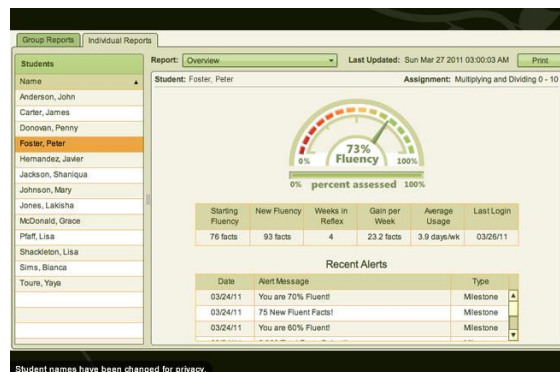 Group Reports Individual Reports
Report: Overview Last Updated: Sun Mar 27 2011 03:00:03 AM Print
Students
Name
Anderson, John
Carter, James
Donovan, Penny
Foster, Peter
Hernandez, Javier
Jackson, Shaniqua
Johnson, Mary
Jones, Lakisha
McDonald, Grace
Pfaff, Lisa
Shackleton, Lisa
Sims, Bianca
Toure, Yaya
Student: Foster, Peter Assignment: Multiplying and Dividing 0 - 10
73%
0% Fluency 100%
0% percent assessed 100%
Starting Fluency New Fluency Weeks in Reflex Gain per Week Average Usage Last Login
76 facts 93 facts 4 23.2 facts 3.9 days/wk 03/26/11
Recent Alerts
Date Alert Message Type
03/24/11 You are 70% Fluent! Milestone
03/24/11 75 New Fluent Facts! Milestone
03/24/11 You are 60% Fluent! Milestone
Student names have been changed for privacy.